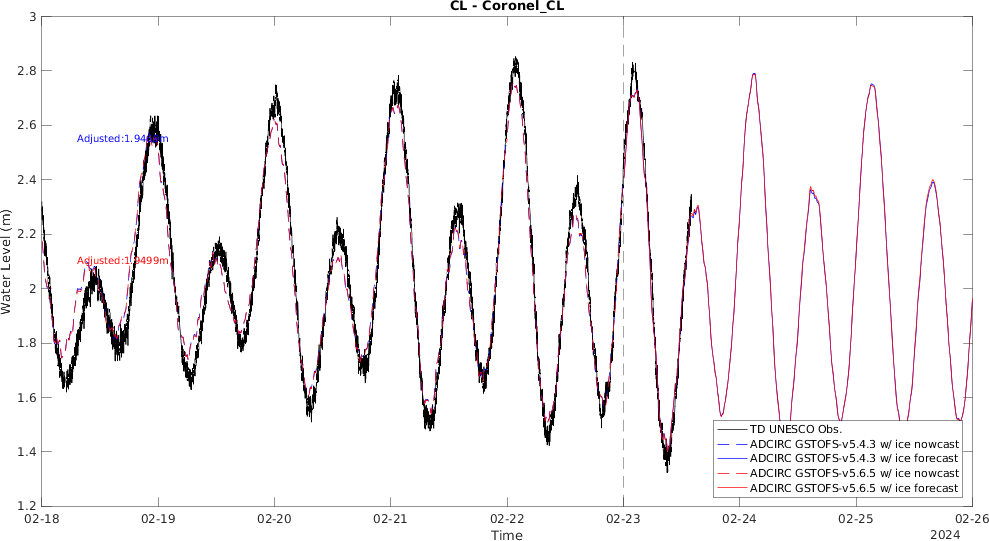 CL - Coronel_CL
3
2.8
2.6
2.4
2.2
2
1.8
1.6
1.4
1.2
Water Level (m)
Adjusted:1.9499m
02-18
02-19
02-20
02-21
02-22
02-23
02-24
02-25
02-26
Time
2024
TD UNESCO Obs.
ADCIRC GSTOFS-v5.4.3 w/ ice nowcast
ADCIRC GSTOFS-v5.4.3 w/ ice forecast
ADCIRC GSTOFS-v5.6.5 w/ ice nowcast
ADCIRC GSTOFS-v5.6.5 w/ ice forecast